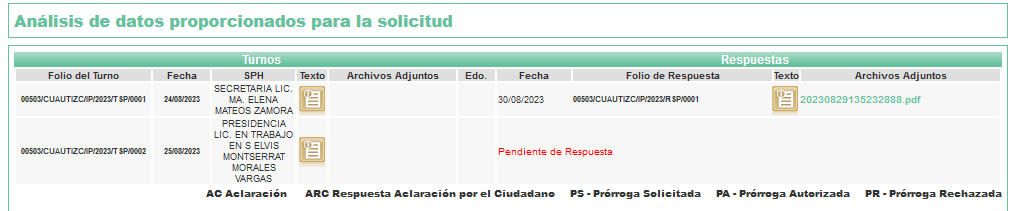 Análisis de datos proporcionados para la solicitud
Turnos Respuestas
Folio del Turno Fecha SPH Texto Archivos Adjuntos Edo. Fecha Folio de Respuesta Texto Archivos Adjuntos
00503/CUAUTIZC/IP/2023/TSP/0001 24/08/2023 SECRETARIA LIC. MA. ELENA MATEOS ZAMORA 30/08/2023 00503/CUAUTIZC/IP/2023/RSP/0001 20230829135232888.pdf
00503/CUAUTIZC/IP/2023/TSP/0002 25/08/2023 PRESIDENCIA LIC. EN TRABAJO EN S ELVIS MONTSERRAT MORALES VARGAS Pendiente de Respuesta
AC Aclaración ARC Respuesta Aclaración por el Ciudadano PS - Prórroga Solicitada PA - Prórroga Autorizada PR - Prórroga Rechazada